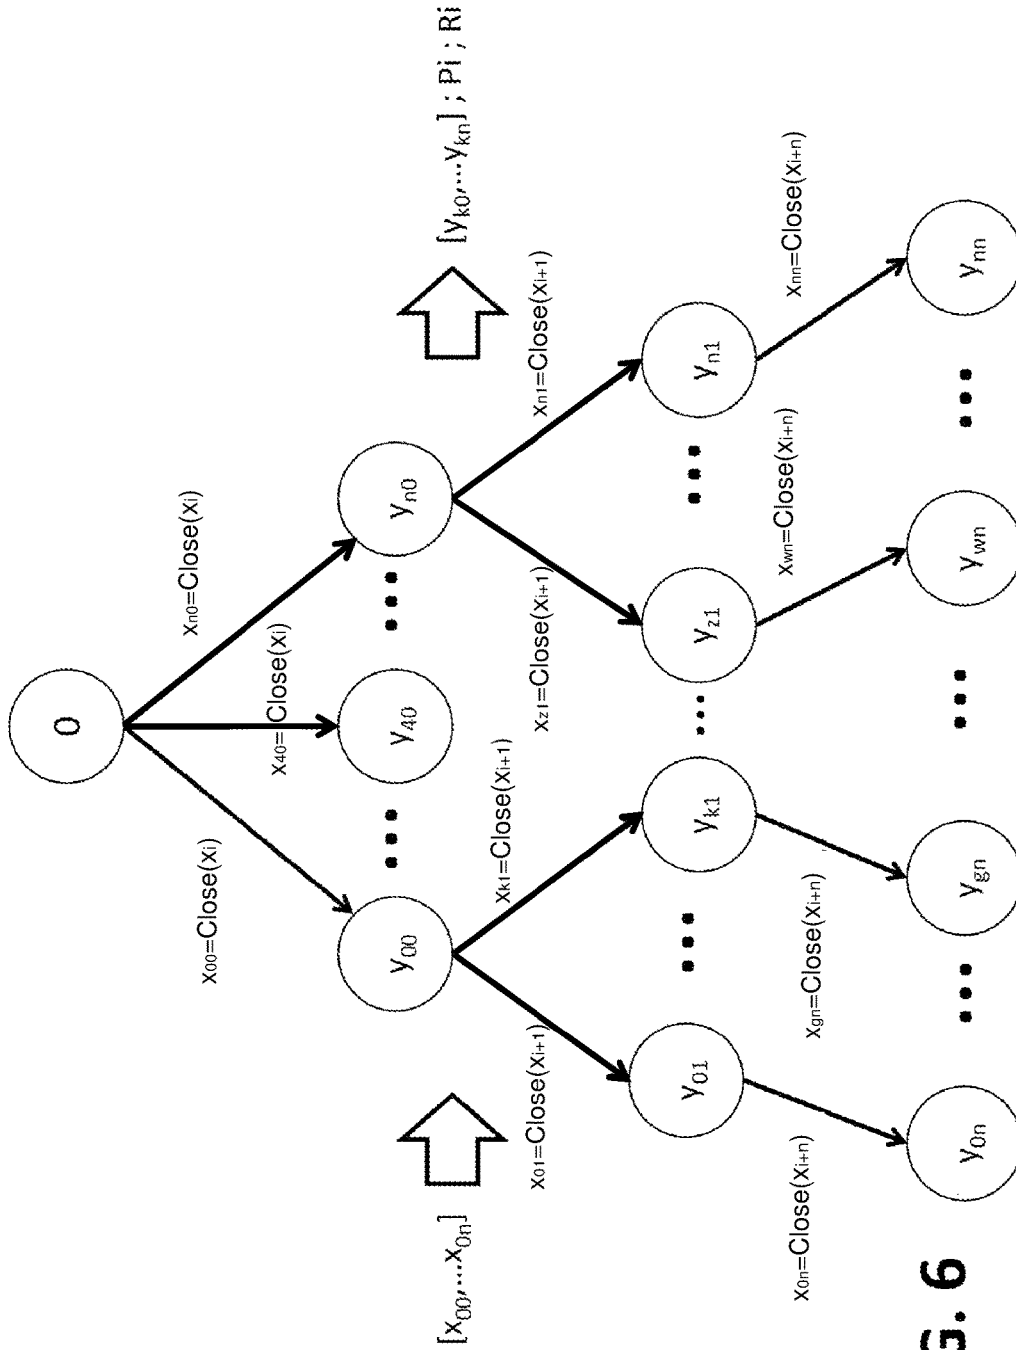 0
x00=Close(xi)
x40=Close(xi)
xn0=Close(xi)
y00
y40
yn0
[x00,...x0n]
[yk0,...ykn] ; Pi ; Ri
x01=Close(xi+1)
xk1=Close(xi+1)
xz1=Close(xi+1)
xn1=Close(xi+1)
y01
yk1
yz1
yn1
x0n=Close(xi+n)
xgn=Close(xi+n)
xwn=Close(xi+n)
xnn=Close(xi+n)
y0n
ygn
ywn
ynn
G. 6